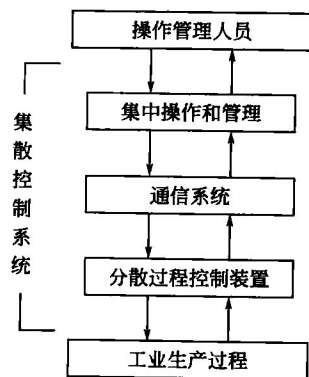 操作管理人员
集中操作和管理
通信系统
分散过程控制装置
工业生产过程
集散控制系统